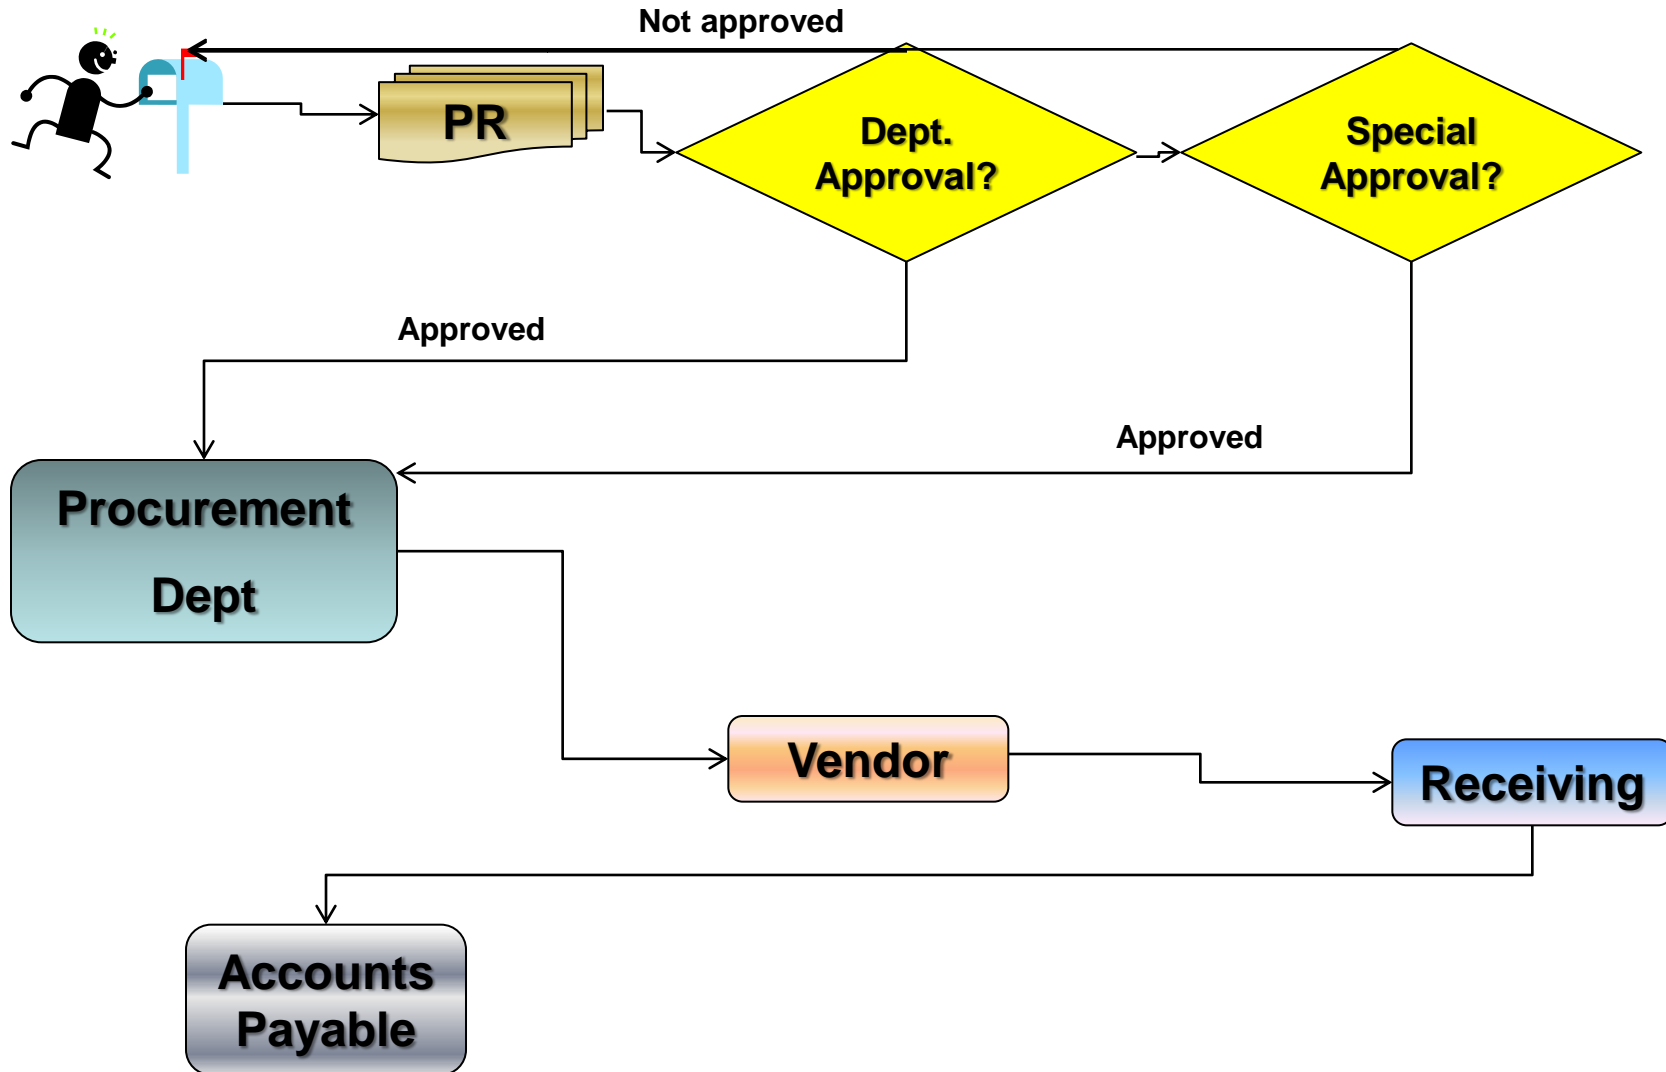 Not approved
PR
Dept.
Approval?
Special
Approval?
Approved
Approved
Procurement
Dept
Vendor
Receiving
Accounts
Payable